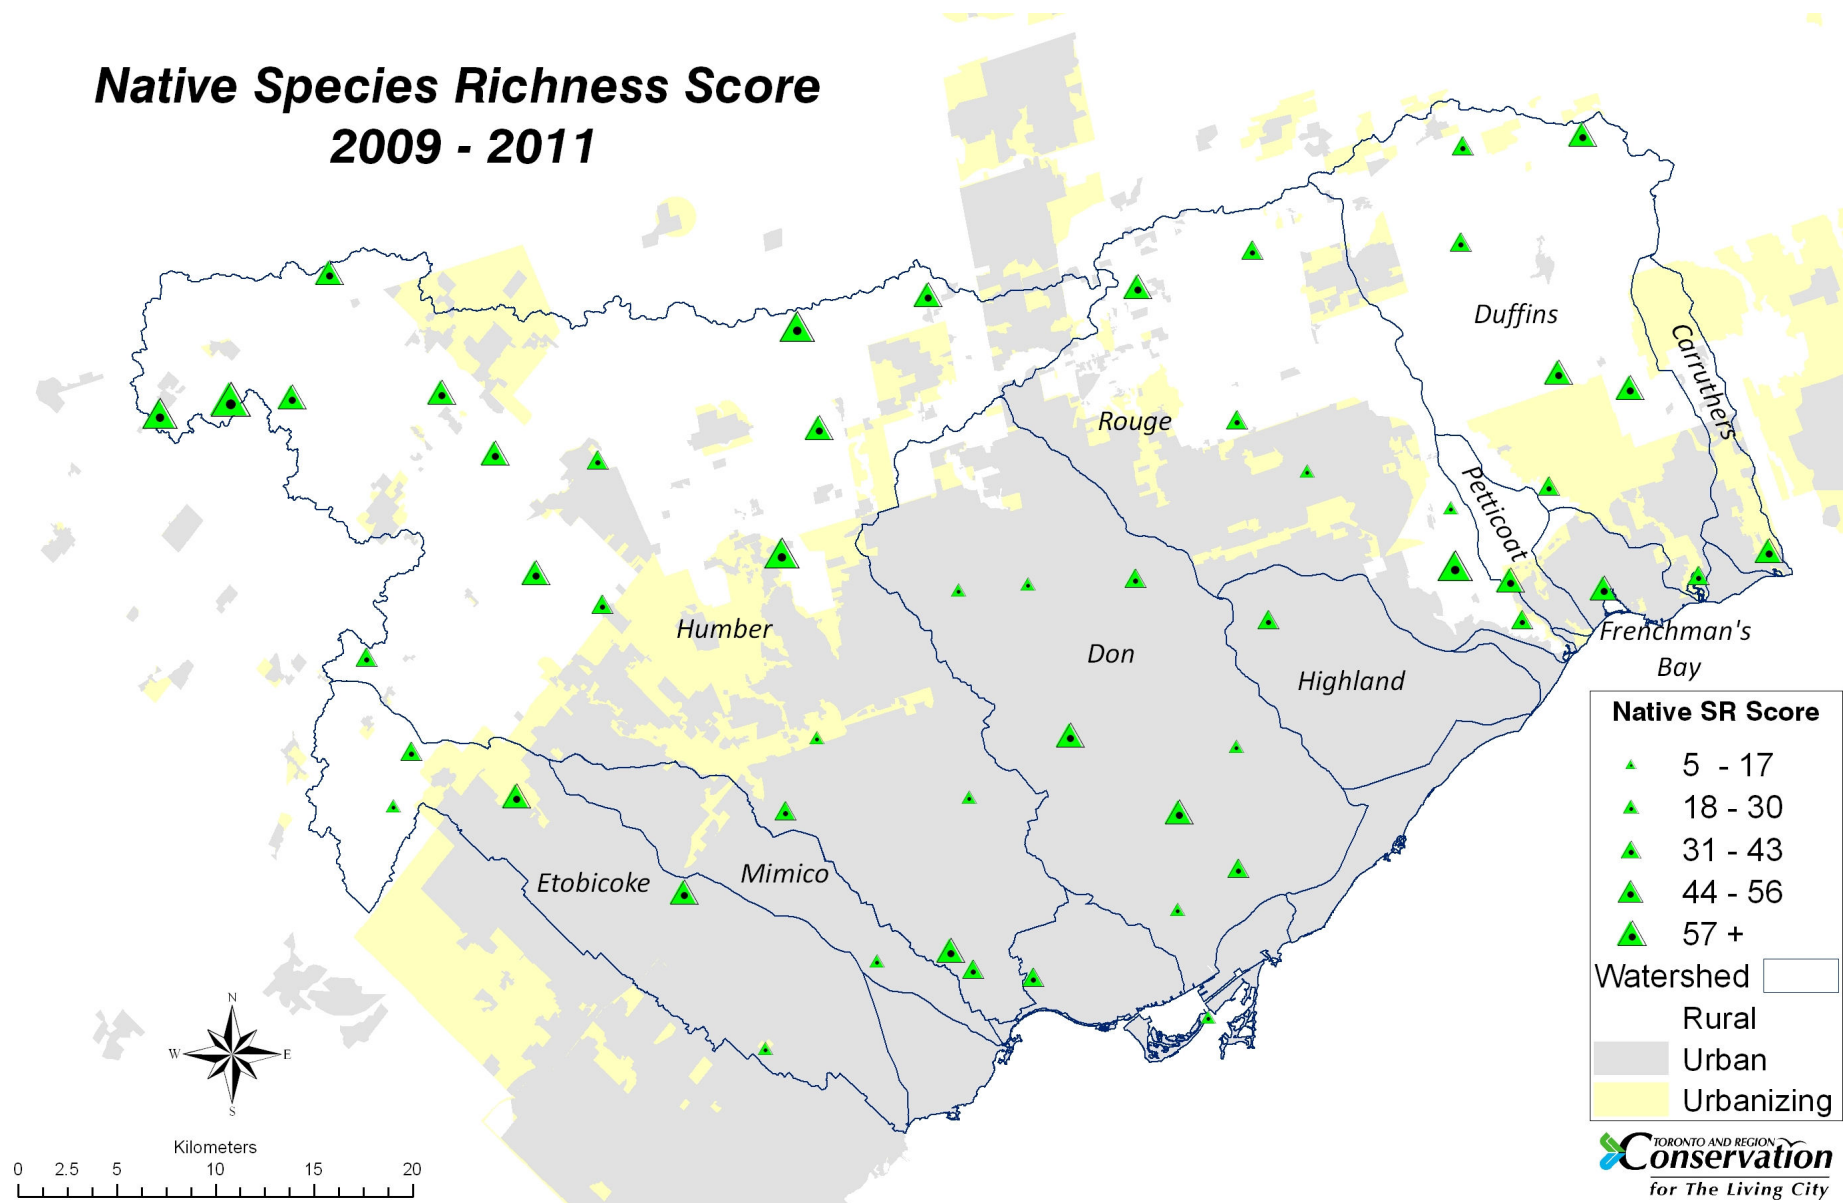 Native Species Richness Score
2009 - 2011
Duffins
Carruthers
Rouge
Petticoat
Humber
Don
Highland
Frenchman's
Bay
Etobicoke
Mimico
Native SR Score
5 - 17
18 - 30
31 - 43
44 - 56
57 +
Watershed
Rural
Urban
Urbanizing
N
W E
S
Kilometers
0 2.5 5 10 15 20
TORONTO AND REGION
Conservation
for The Living City